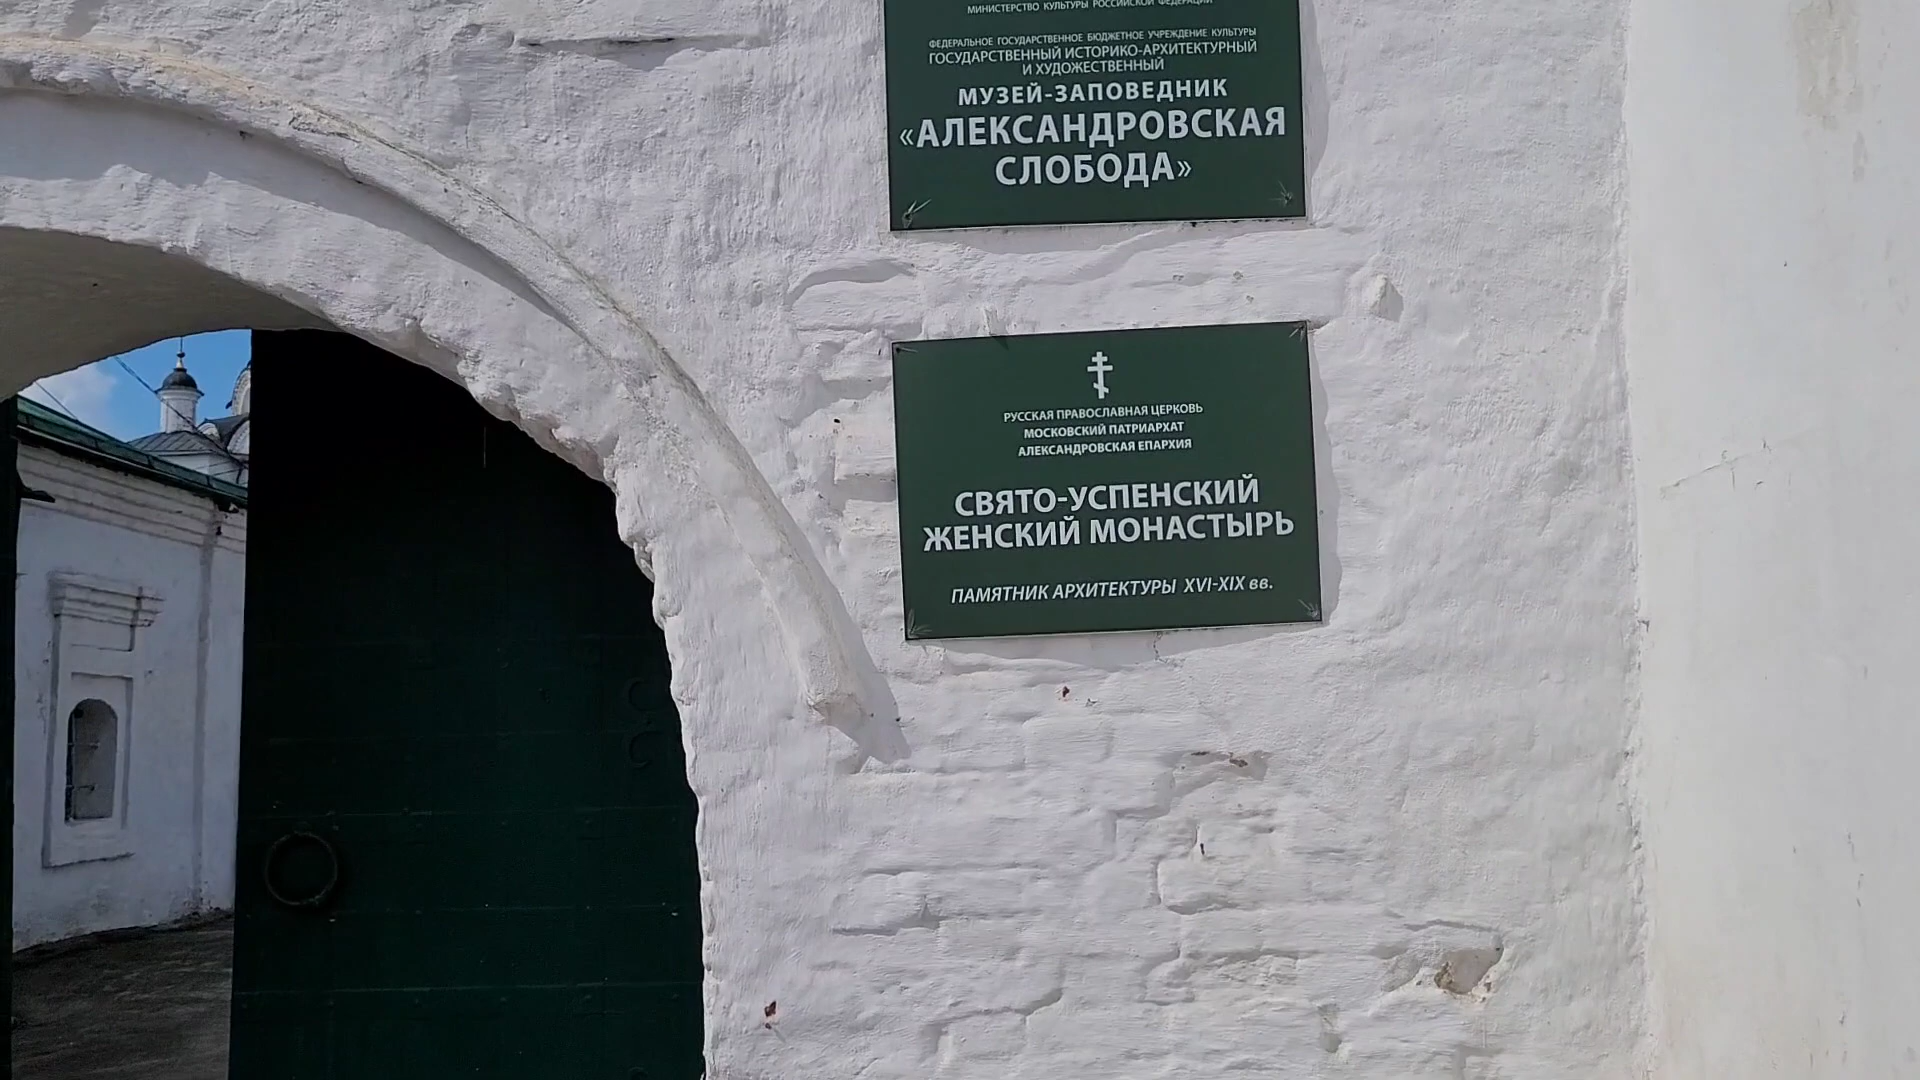 МИНИСТЕРСТВО КУЛЬТУРЫ РОССИЙСКОЙ ФЕДЕРАЦИИ
ФЕДЕРАЛЬНОЕ ГОСУДАРСТВЕННОЕ БЮДЖЕТНОЕ УЧРЕЖДЕНИЕ КУЛЬТУРЫ
ГОСУДАРСТВЕННЫЙ ИСТОРИКО-АРХИТЕКТУРНЫЙ
И ХУДОЖЕСТВЕННЫЙ
МУЗЕЙ-ЗАПОВЕДНИК
«АЛЕКСАНДРОВСКАЯ
СЛОБОДА»
РУССКАЯ ПРАВОСЛАВНАЯ ЦЕРКОВЬ
МОСКОВСКИЙ ПАТРИАРХАТ
АЛЕКСАНДРОВСКАЯ ЕПАРХИЯ
СВЯТО-УСПЕНСКИЙ
ЖЕНСКИЙ МОНАСТЫРЬ
ПАМЯТНИК АРХИТЕКТУРЫ XVI-XIX вв.